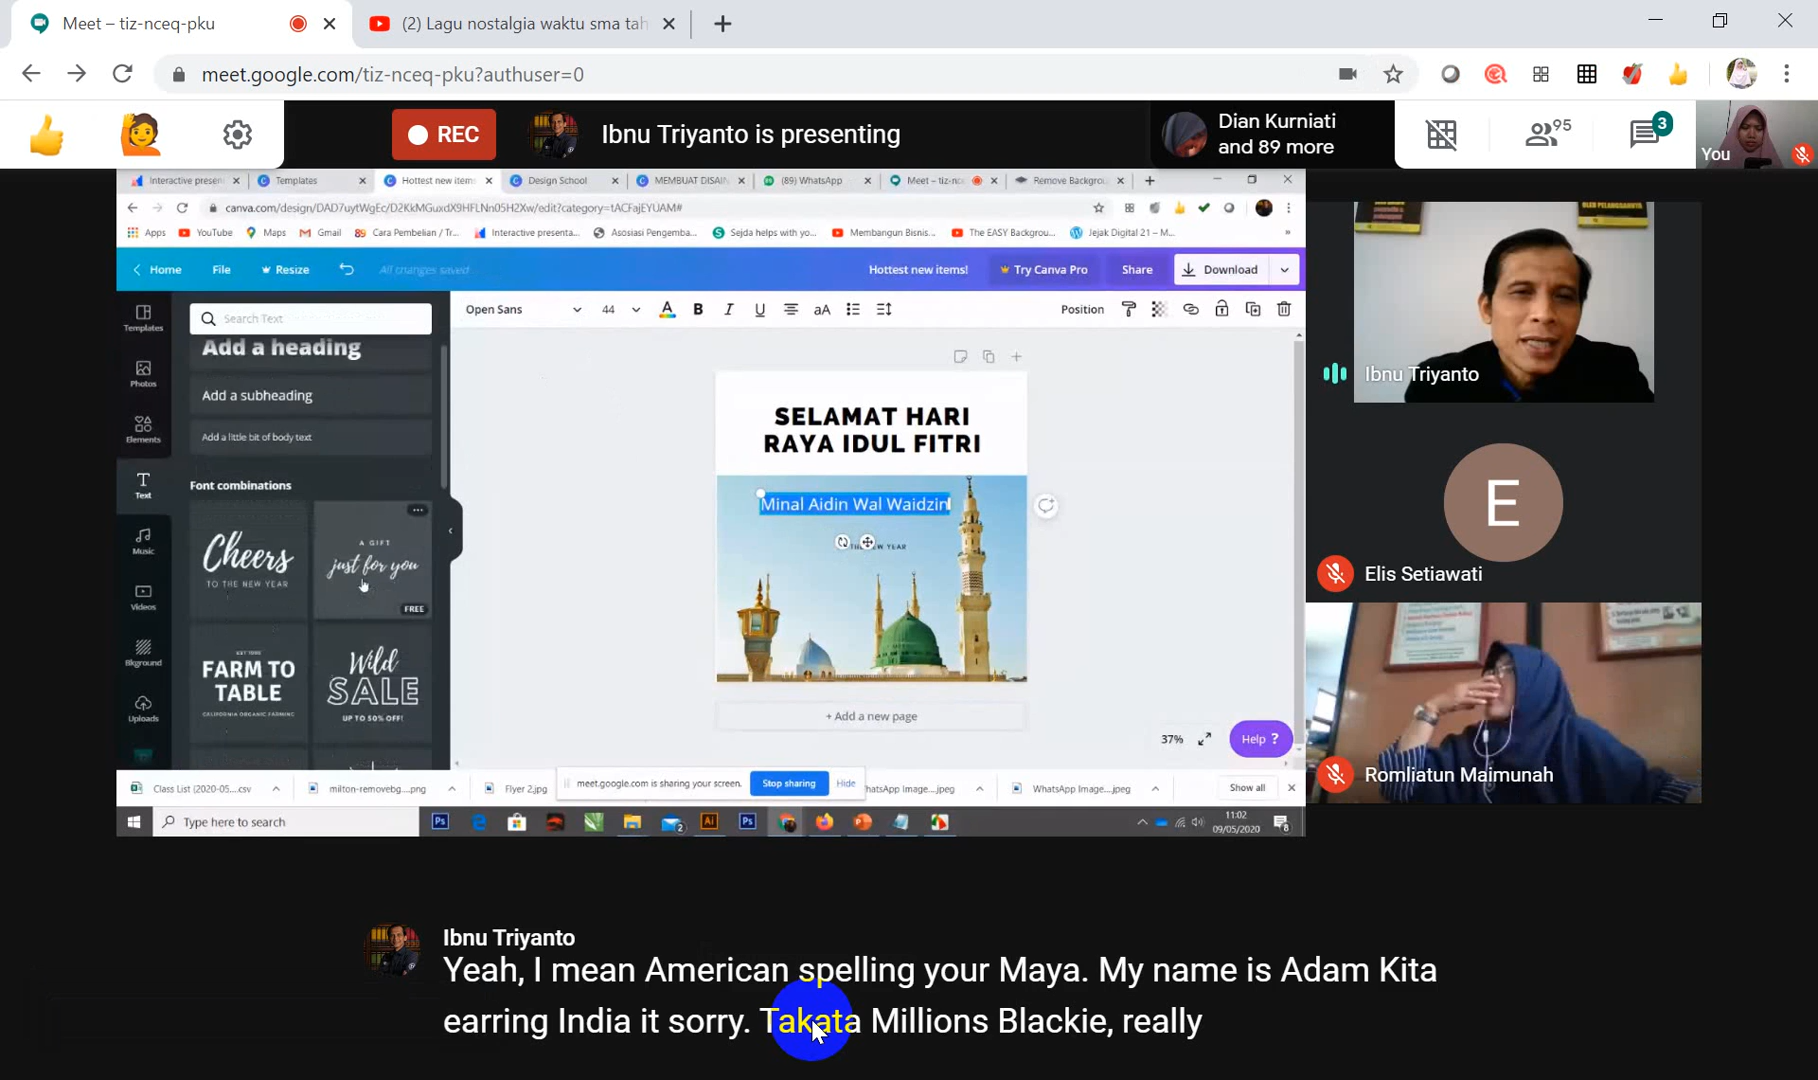 Meet – tiz-nceq-pku
(2) Lagu nostalgia waktu sma tah
meet.google.com/tiz-nceq-pku?authuser=0
REC
Ibnu Triyanto is presenting
Dian Kurniati
and 89 more
95
3
You
Interactive presen
Templates
Hottest new item
Design School
MEMBUAT DISAI
(89) WhatsApp
Meet – tiz-nc
Remove Backgrou
canva.com/design/DAD7uytWgEc/D2KkMGuxdX9HFLNn05H2Xw/edit?category=tACFajEYUAM#
Apps
YouTube
Maps
Gmail
Cara Pembelian / Tr...
Interactive presenta...
Asosiasi Pengemba...
Sejda helps with yo...
Membangun Bisnis...
The EASY Backgrou...
Jejak Digital 21 – M...
Home
File
Resize
All changes saved
Hottest new items!
Try Canva Pro
Share
Download
Templates
Photos
Elements
Text
Music
Videos
Bkground
Uploads
Search Text
Add a heading
Add a subheading
Add a little bit of body text
Font combinations
Cheers
TO THE NEW YEAR
A GIFT
just for you
FREE
FARM TO
TABLE
CALIFORNIA ORGANIC FARMING
Wild
SALE
UP TO 50% OFF!
Open Sans
44
B
I
U
aA
Position
SELAMAT HARI
RAYA IDUL FITRI
Minal Aidin Wal Waidzin
NEW YEAR
+ Add a new page
37%
Help ?
Class List (2020-05....csv
milton-removebg....png
Flyer 2.jpg
meet.google.com is sharing your screen.
Stop sharing
Hide
hatsApp Image....jpeg
WhatsApp Image....jpeg
Show all
Type here to search
11:02
09/05/2020
Ibnu Triyanto
E
Elis Setiawati
Romliatun Maimunah
Ibnu Triyanto
Yeah, I mean American spelling your Maya. My name is Adam Kita
earring India it sorry. Takata Millions Blackie, really